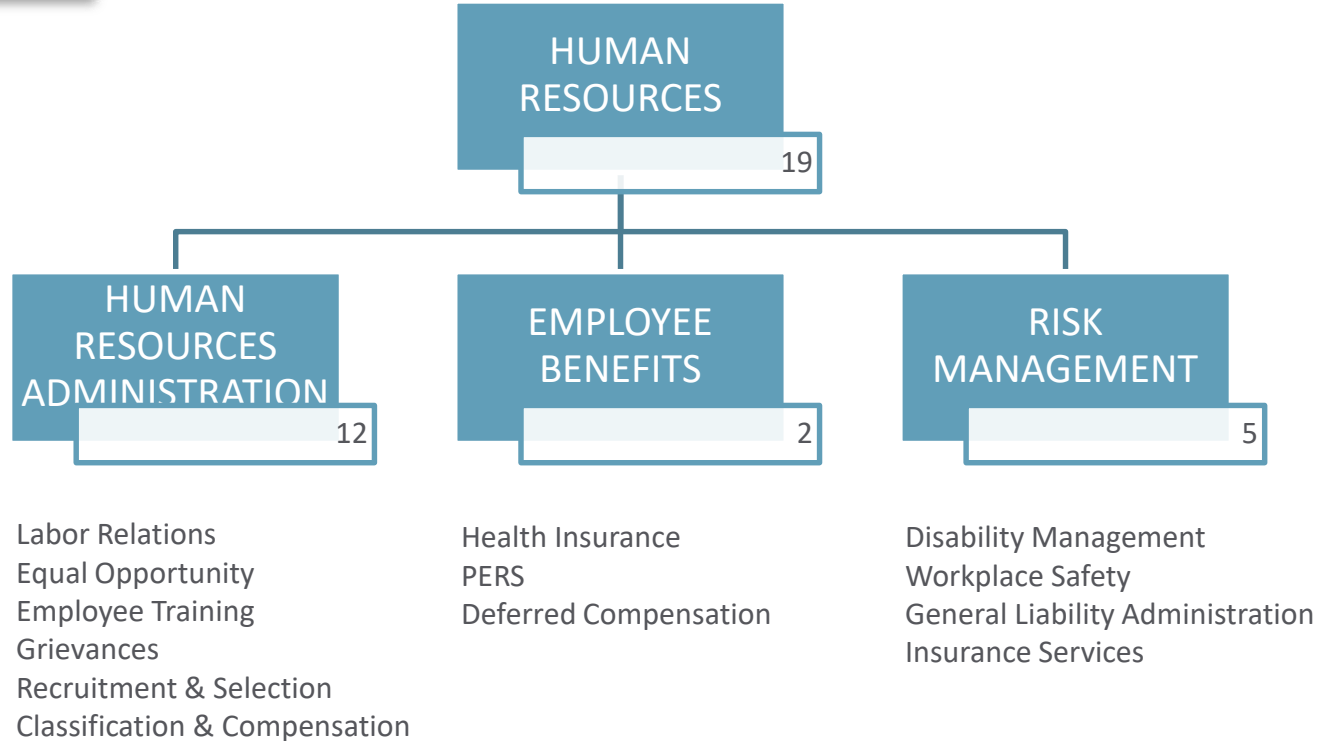 HUMAN
RESOURCES
19
HUMAN
RESOURCES
ADMINISTRATION
12
EMPLOYEE
BENEFITS
2
RISK
MANAGEMENT
5
Labor Relations
Equal Opportunity
Employee Training
Grievances
Recruitment & Selection
Classification & Compensation
Health Insurance
PERS
Deferred Compensation
Disability Management
Workplace Safety
General Liability Administration
Insurance Services